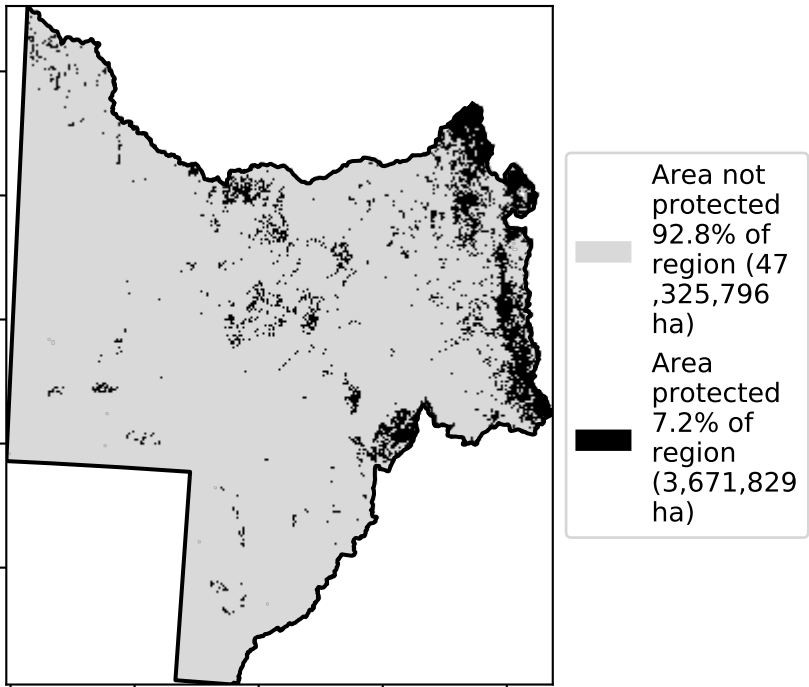 Area not
protected
92.8% of
region (47
,325,796
ha)
Area
protected
7.2% of
region
(3,671,829
ha)